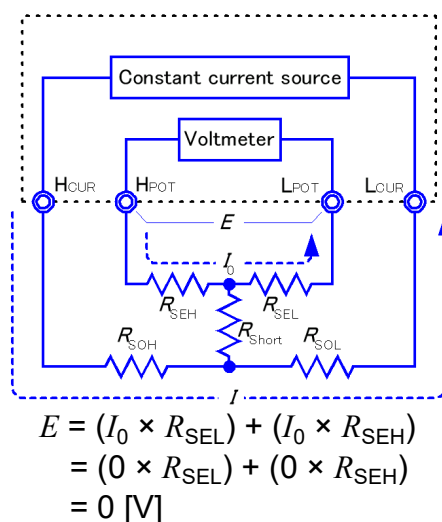 Constant current source
Voltmeter
HCUR HPOT LPOT LCUR
E
I0
RSEH RSEL
RSOH RShort RSOL
I
E = (I0 × RSEL) + (I0 × RSEH)
= (0 × RSEL) + (0 × RSEH)
= 0 [V]